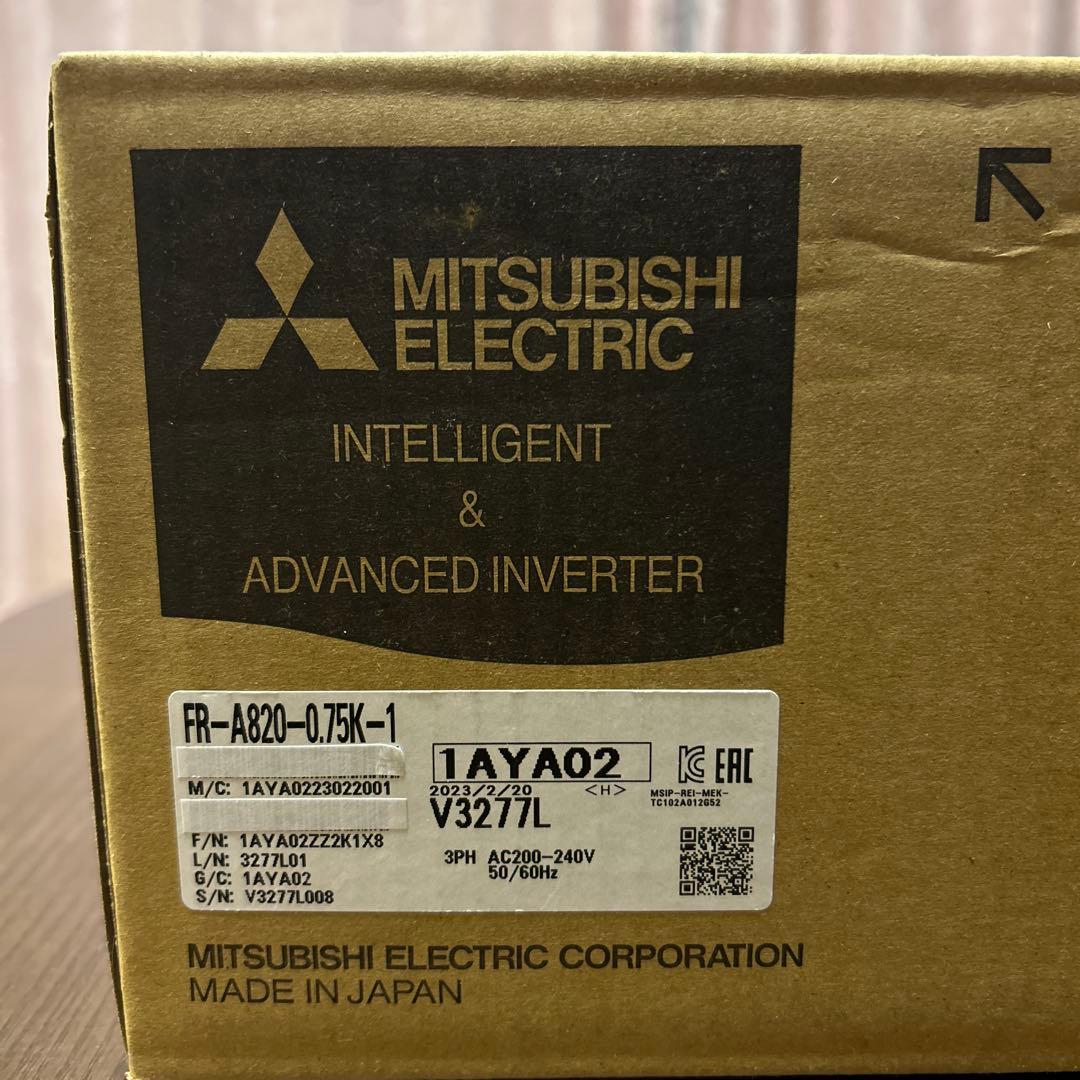 MITSUBISHI
ELECTRIC
INTELLIGENT
&
ADVANCED INVERTER
FR-A820-0.75K-1
M/C: 1AYA0223022001
F/N: 1AYA02ZZ2K1X8
L/N: 3277L01
G/C: 1AYA02
S/N: V3277L008
1AYA02
2023/2/20 <H>
V3277L
3PH AC200-240V
50/60Hz
EAC
MSIP-REI-MEK-
TC102A012G52
MITSUBISHI ELECTRIC CORPORATION
MADE IN JAPAN